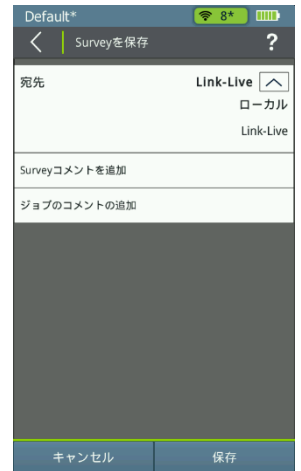 Default*
8*
Surveyを保存
?
宛先
Link-Live
ローカル
Link-Live
Surveyコメントを追加
ジョブのコメントの追加
キャンセル
保存